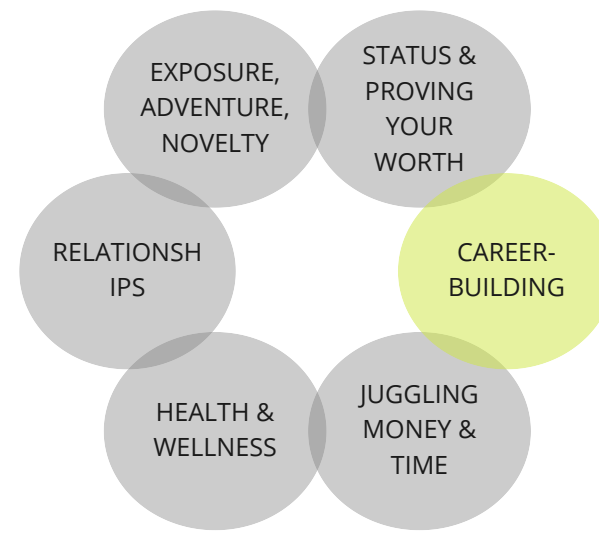 EXPOSURE,
ADVENTURE,
NOVELTY
STATUS &
PROVING
YOUR
WORTH
RELATIONSH
IPS
CAREER-
BUILDING
HEALTH &
WELLNESS
JUGGLING
MONEY &
TIME